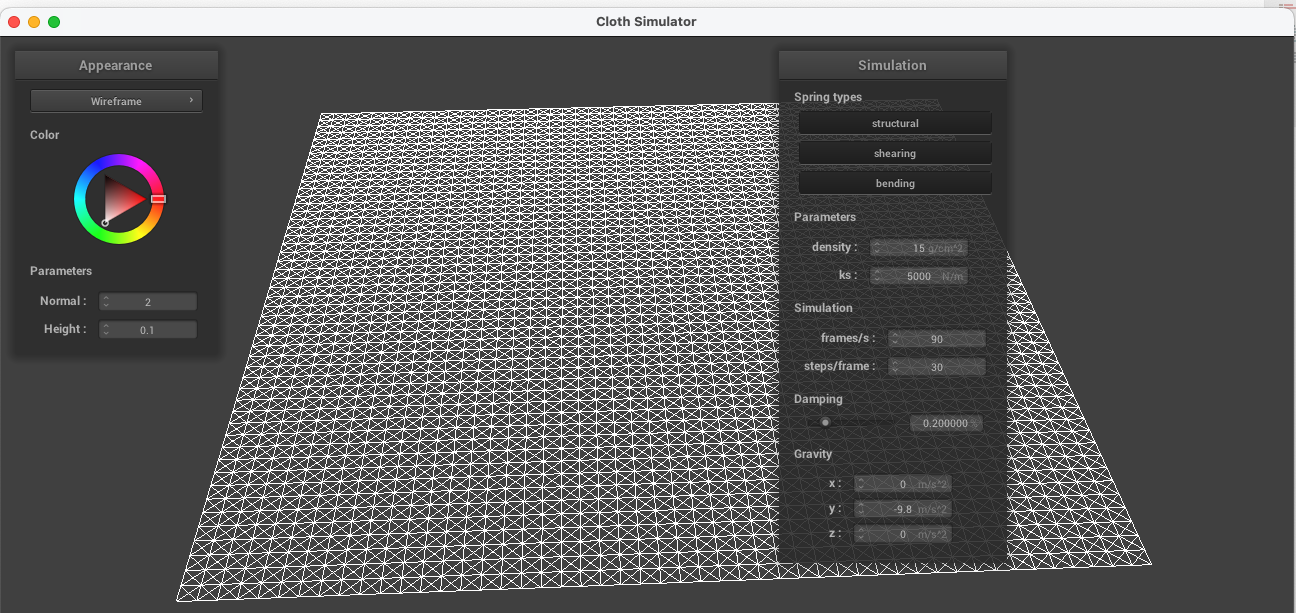 Cloth Simulator
Appearance
Wireframe
Color
Parameters
Normal : 2
Height : 0.1
Simulation
Spring types
structural
shearing
bending
Parameters
density : 15 g/cm^2
ks : 5000 N/m
Simulation
frames/s : 90
steps/frame : 30
Damping
0.200000 %
Gravity
x : 0 m/s^2
y : -9.8 m/s^2
z : 0 m/s^2